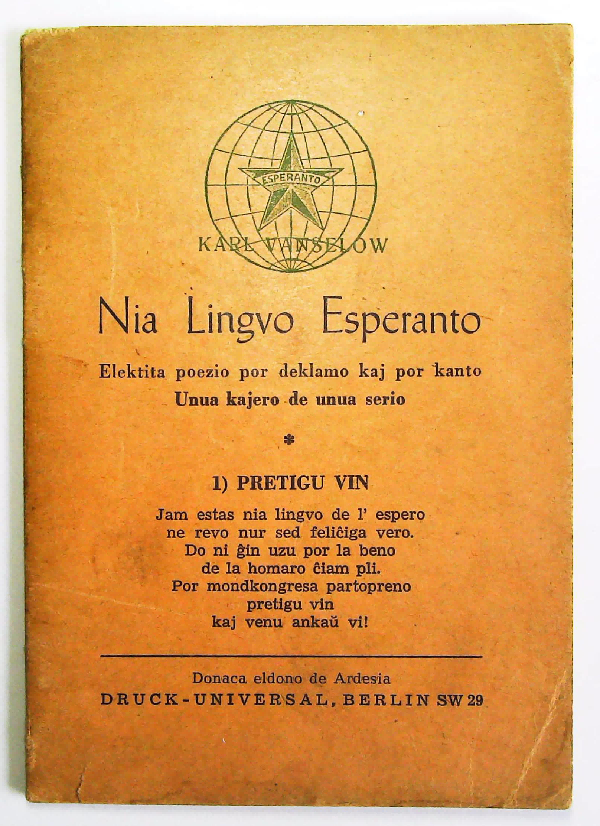 ESPERANTO
KARL VANSELOW
Nia Lingvo Esperanto
Elektita poezio por deklamo kaj por kanto
Unua kajero de unua serio
*
1) PRETIGU VIN
Jam estas nia lingvo de l' espero
ne revo nur sed feliĉiga vero.
Do ni ĝin uzu por la beno
de la homaro ĉiam pli.
Por mondkongresa partopreno
pretigu vin
kaj venu ankaŭ vi!
Donaca eldono de Ardesia
DRUCK-UNIVERSAL, BERLIN SW 29